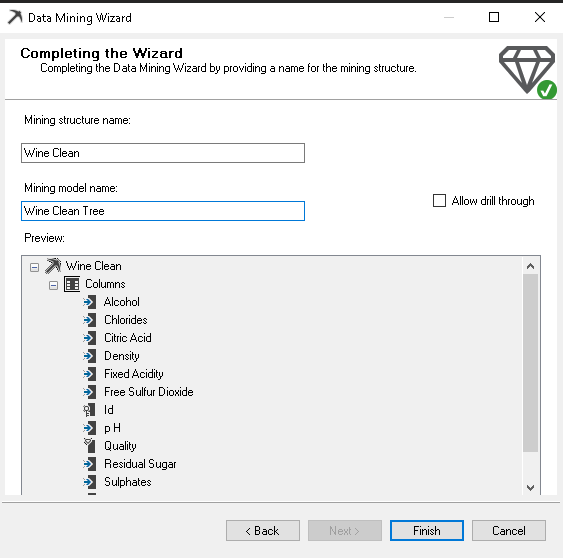 Data Mining Wizard
Completing the Wizard
Completing the Data Mining Wizard by providing a name for the mining structure.
Mining structure name:
Wine Clean
Mining model name:
Allow drill through
Wine Clean Tree
Preview:
Wine Clean
Columns
Alcohol
Chlorides
Citric Acid
Density
Fixed Acidity
Free Sulfur Dioxide
Id
p H
Quality
Residual Sugar
Sulphates
< Back
Next >
Finish
Cancel